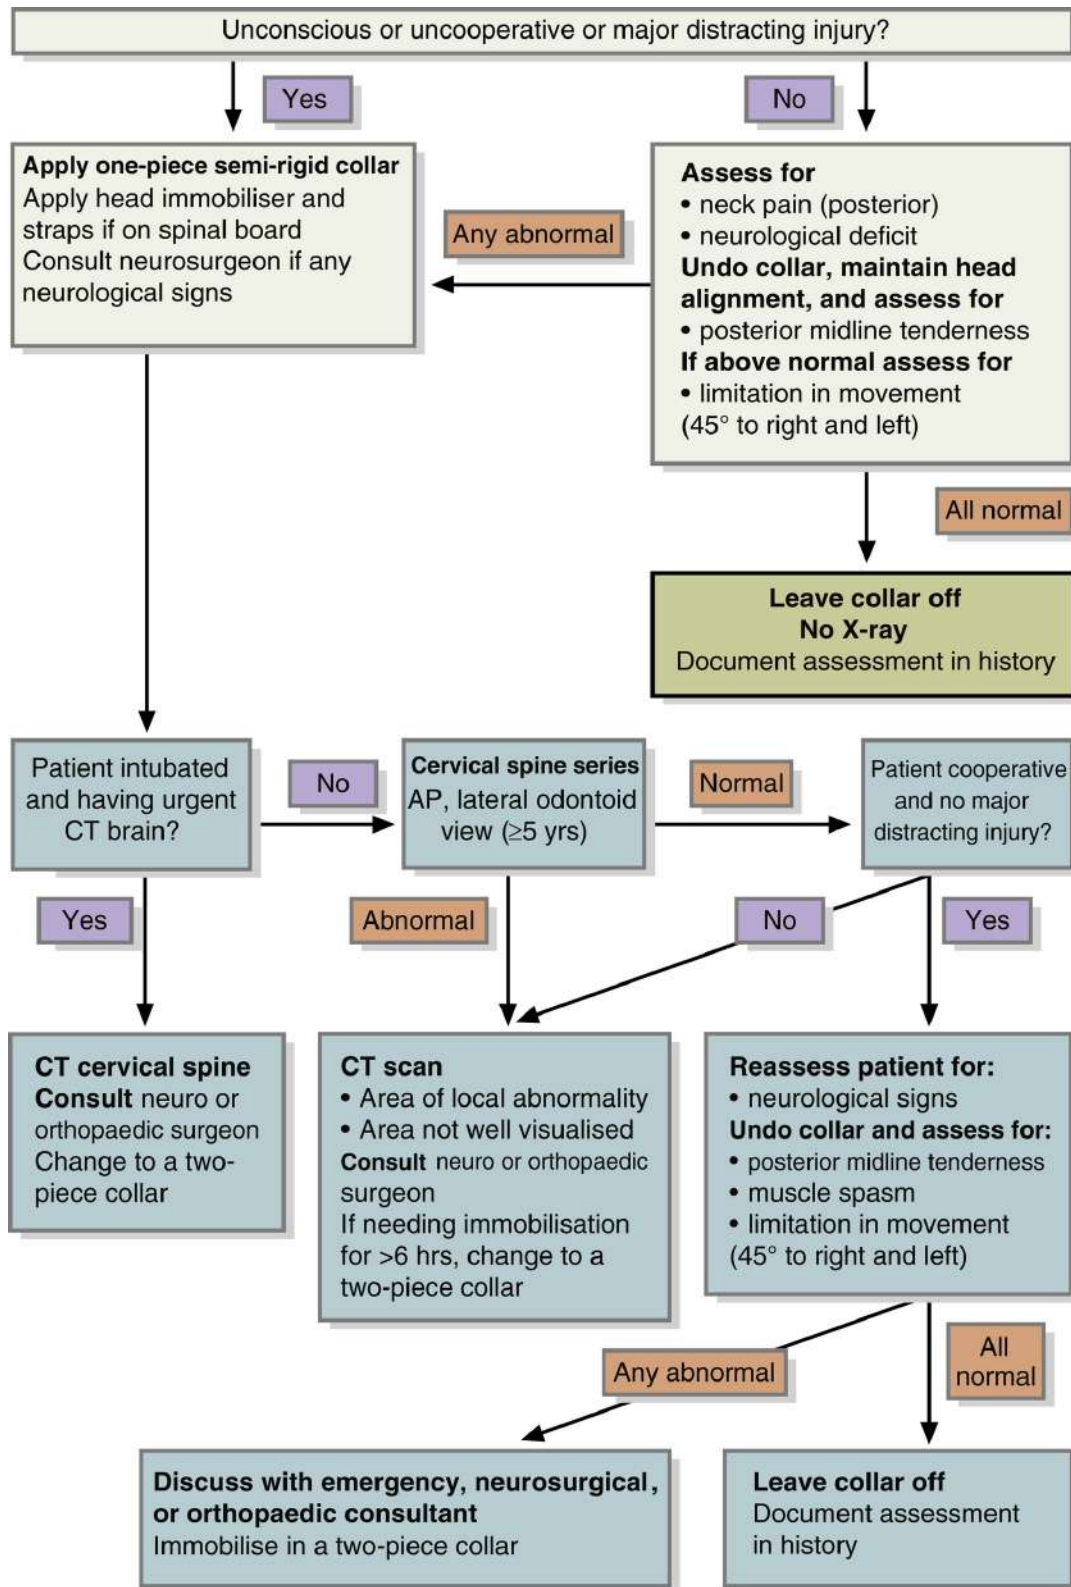 Unconscious or uncooperative or major distracting injury?
Yes
No
Apply one-piece semi-rigid collar
Apply head immobiliser and
straps if on spinal board
Consult neurosurgeon if any
neurological signs
Any abnormal
Assess for
• neck pain (posterior)
• neurological deficit
Undo collar, maintain head
alignment, and assess for
• posterior midline tenderness
If above normal assess for
• limitation in movement
(45° to right and left)
All normal
Leave collar off
No X-ray
Document assessment in history
Patient intubated
and having urgent
CT brain?
No
Cervical spine series
AP, lateral odontoid
view (≥5 yrs)
Normal
Patient cooperative
and no major
distracting injury?
Yes
Abnormal
No
Yes
CT cervical spine
Consult neuro or
orthopaedic surgeon
Change to a two-
piece collar
CT scan
• Area of local abnormality
• Area not well visualised
Consult neuro or orthopaedic
surgeon
If needing immobilisation
for >6 hrs, change to a
two-piece collar
Reassess patient for:
• neurological signs
Undo collar and assess for:
• posterior midline tenderness
• muscle spasm
• limitation in movement
(45° to right and left)
Any abnormal
All
normal
Discuss with emergency, neurosurgical,
or orthopaedic consultant
Immobilise in a two-piece collar
Leave collar off
Document assessment
in history